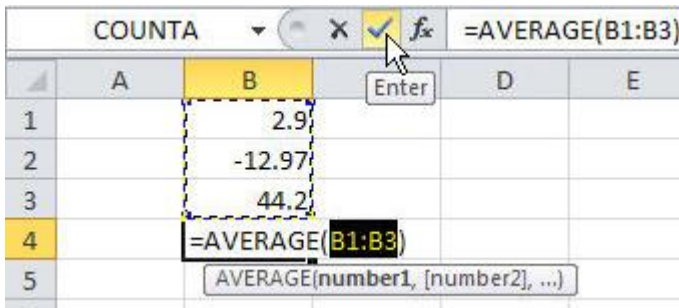 COUNTA fx =AVERAGE(B1:B3)
Enter
A B D E
1 2.9
2 -12.97
3 44.2
4 =AVERAGE(B1:B3)
5 AVERAGE(number1, [number2], ...)